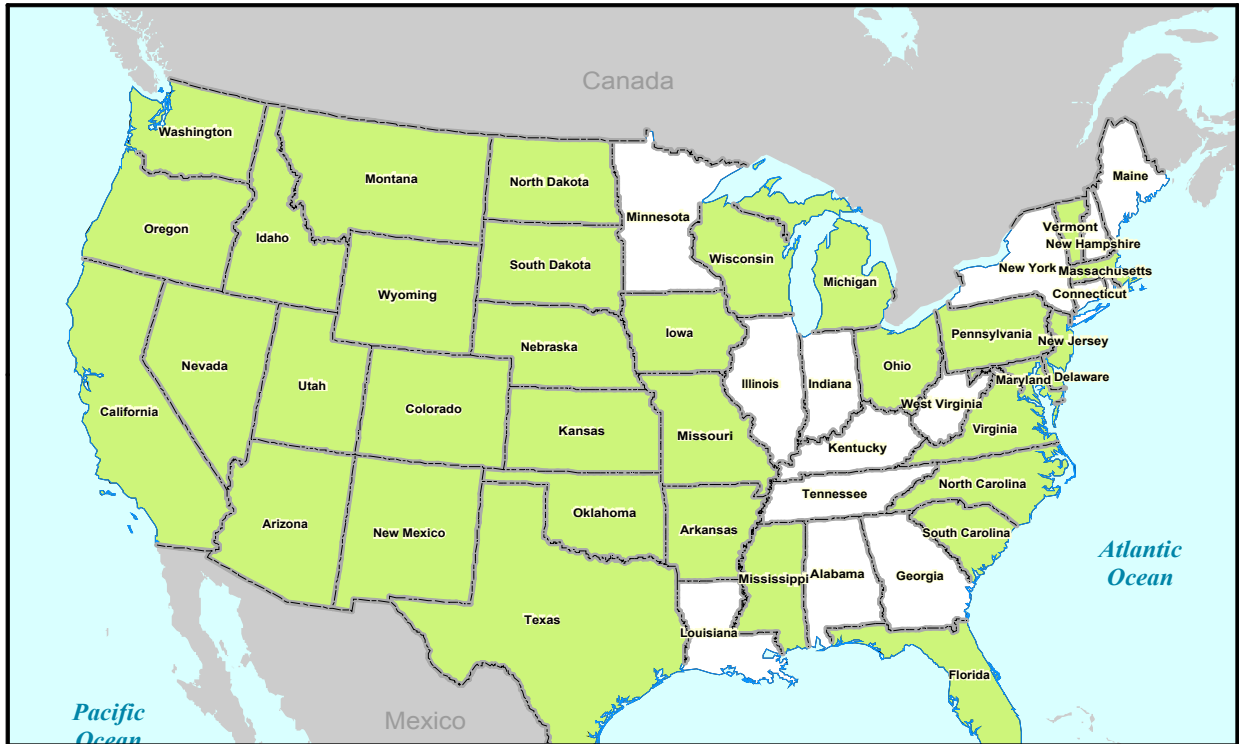 Canada
Washington
Montana
North Dakota
Minnesota
Maine
Oregon
Idaho
Vermont
New Hampshire
South Dakota
Wisconsin
New York
Massachusetts
Wyoming
Michigan
Connecticut
Iowa
Pennsylvania
New Jersey
Nebraska
Nevada
Utah
Ohio
Illinois
Indiana
Maryland
Delaware
California
Colorado
West Virginia
Kansas
Missouri
Virginia
Kentucky
Tennessee
North Carolina
Arizona
New Mexico
Oklahoma
Arkansas
South Carolina
Atlantic
Ocean
Mississippi
Alabama
Georgia
Texas
Louisiana
Florida
Pacific
Ocean
Mexico